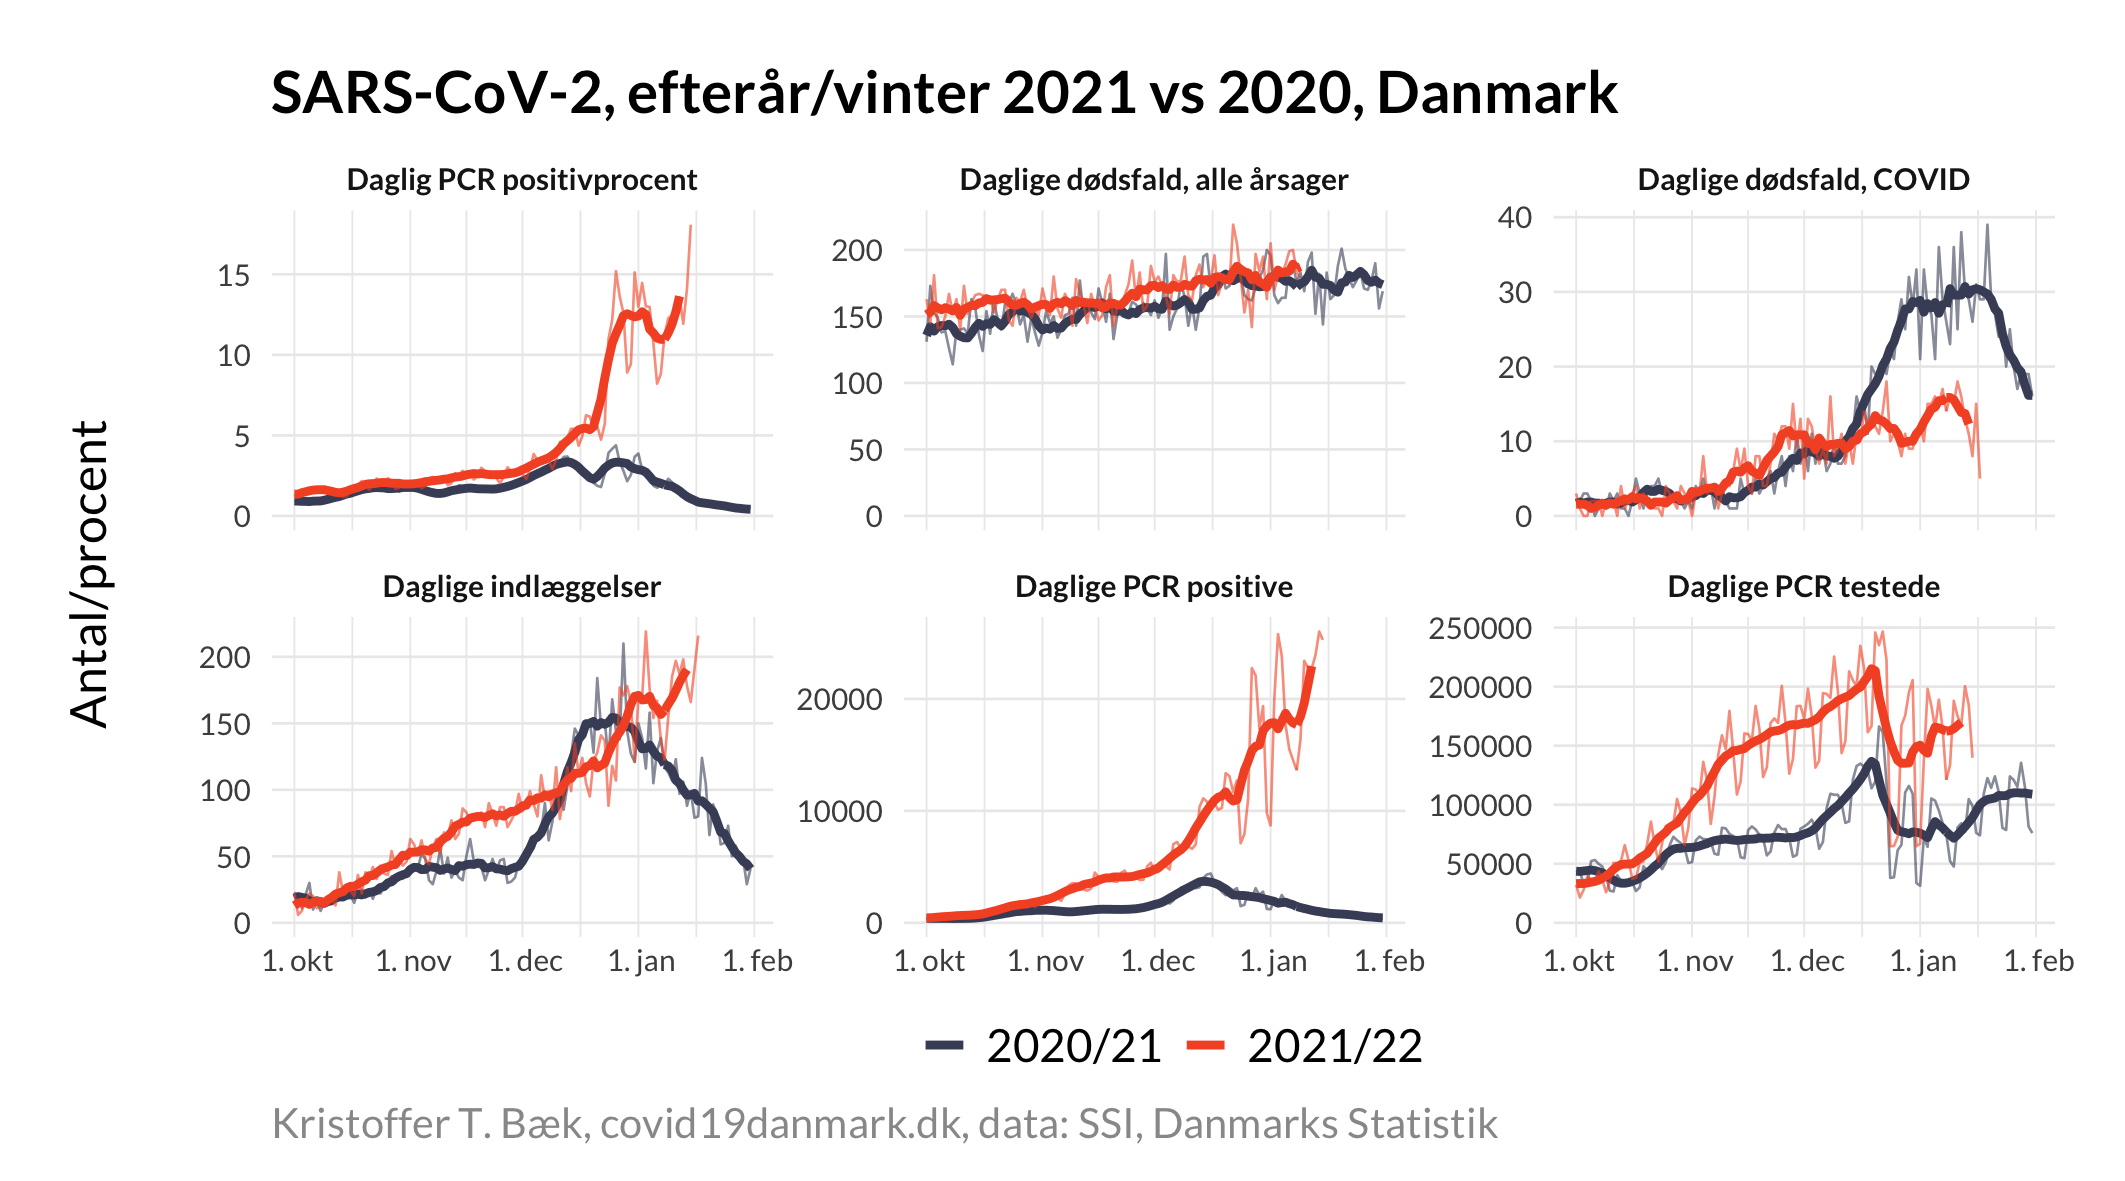 SARS-CoV-2, efterår/vinter 2021 vs 2020, Danmark
Antal/procent
Daglig PCR positivprocent
15
10
5
0
Daglige dødsfald, alle årsager
200
150
100
50
0
Daglige dødsfald, COVID
40
30
20
10
0
Daglige indlæggelser
200
150
100
50
0
1. okt 1. nov 1. dec 1. jan 1. feb
Daglige PCR positive
20000
10000
0
1. okt 1. nov 1. dec 1. jan 1. feb
Daglige PCR testede
250000
200000
150000
100000
50000
0
1. okt 1. nov 1. dec 1. jan 1. feb
2020/21 2021/22
Kristoffer T. Bæk, covid19danmark.dk, data: SSI, Danmarks Statistik